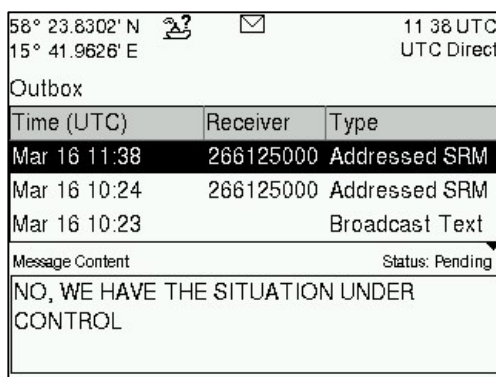 58° 23.8302' N ? 11 38 UTC
15° 41.9626' E UTC Direct
Outbox
Time (UTC) Receiver Type
Mar 16 11:38 266125000 Addressed SRM
Mar 16 10:24 266125000 Addressed SRM
Mar 16 10:23 Broadcast Text
Message Content Status: Pending
NO, WE HAVE THE SITUATION UNDER
CONTROL